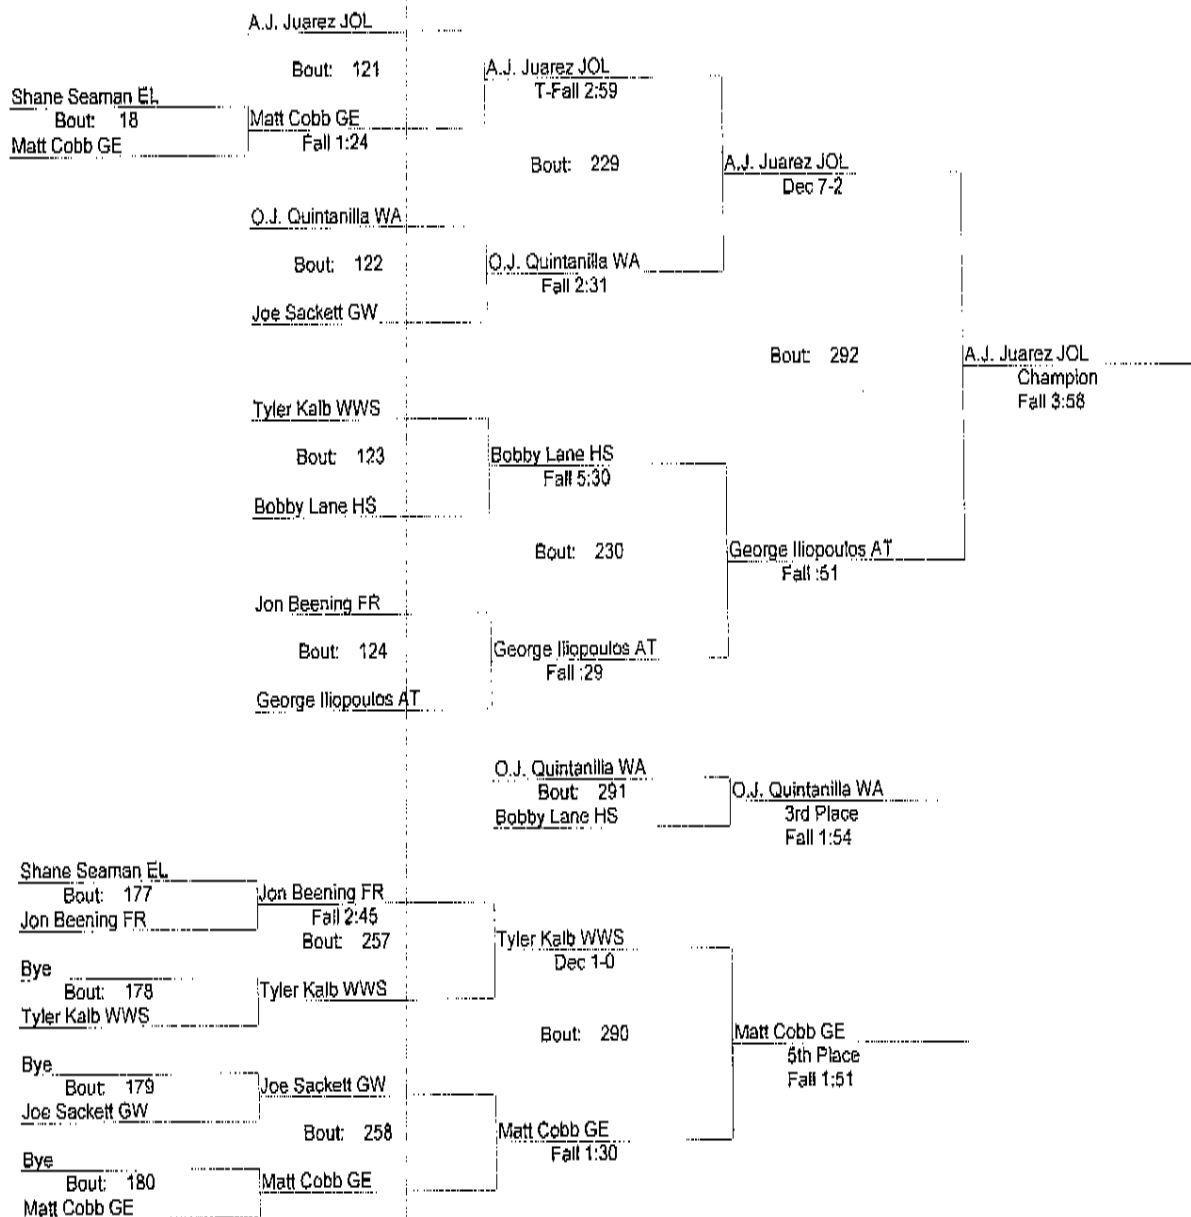 A.J. Juarez JOL
Bout: 121
A.J. Juarez JOL
T-Fall 2:59
Shane Seaman EL
Bout: 18
Matt Cobb GE
Matt Cobb GE
Fall 1:24
Bout: 229
A.J. Juarez JOL
Dec 7-2
O.J. Quintanilla WA
Bout: 122
O.J. Quintanilla WA
Fall 2:31
Joe Sackett GW
Bout: 292
A.J. Juarez JOL
Champion
Fall 3:58
Tyler Kalb WWS
Bout: 123
Bobby Lane HS
Fall 5:30
Bobby Lane HS
Bout: 230
George Iliopoulos AT
Fall :51
Jon Beening FR
Bout: 124
George Iliopoulos AT
Fall :29
George Iliopoulos AT
O.J. Quintanilla WA
Bout: 291
Bobby Lane HS
O.J. Quintanilla WA
3rd Place
Fall 1:54
Shane Seaman EL
Bout: 177
Jon Beening FR
Jon Beening FR
Fall 2:45
Bout: 257
Tyler Kalb WWS
Dec 1-0
Bye
Bout: 178
Tyler Kalb WWS
Tyler Kalb WWS
Bout: 290
Matt Cobb GE
5th Place
Fall 1:51
Bye
Bout: 179
Joe Sackett GW
Joe Sackett GW
Bout: 258
Matt Cobb GE
Fall 1:30
Bye
Bout: 180
Matt Cobb GE
Matt Cobb GE